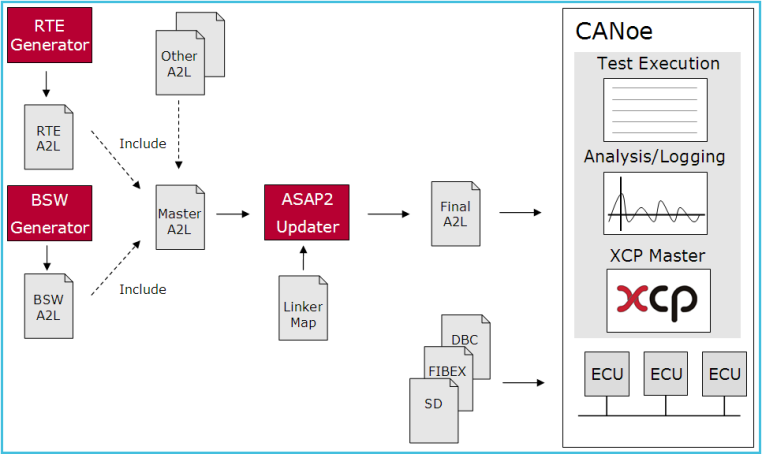 RTE
Generator
Other
A2L
RTE
A2L
Include
BSW
Generator
Master
A2L
ASAP2
Updater
Final
A2L
BSW
A2L
Include
Linker
Map
DBC
FIBEX
SD
CANoe
Test Execution
Analysis/Logging
XCP Master
xcp
ECU
ECU
ECU